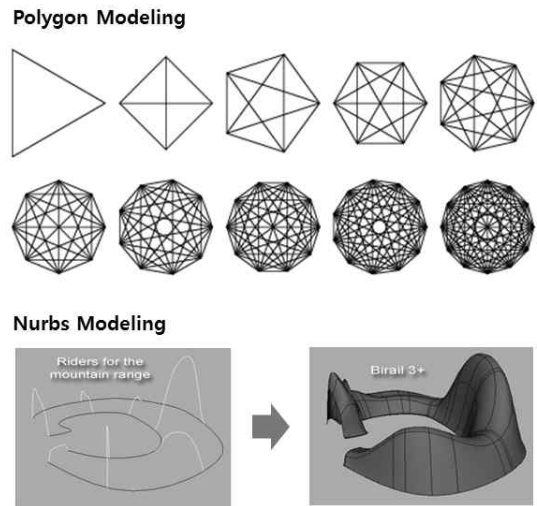 Polygon Modeling
Nurbs Modeling
Riders for the
mountain range
Birail 3+